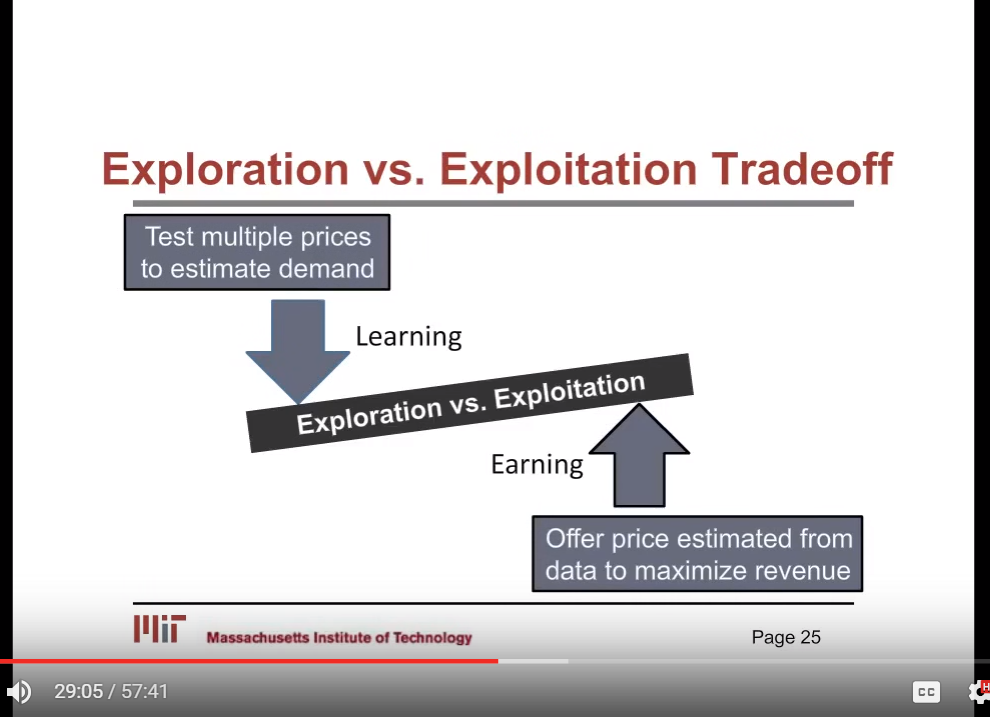 Exploration vs. Exploitation Tradeoff
Test multiple prices
to estimate demand
Learning
Exploration vs. Exploitation
Earning
Offer price estimated from
data to maximize revenue
MiT
Massachusetts Institute of Technology
Page 25
29:05 / 57:41
CC
H